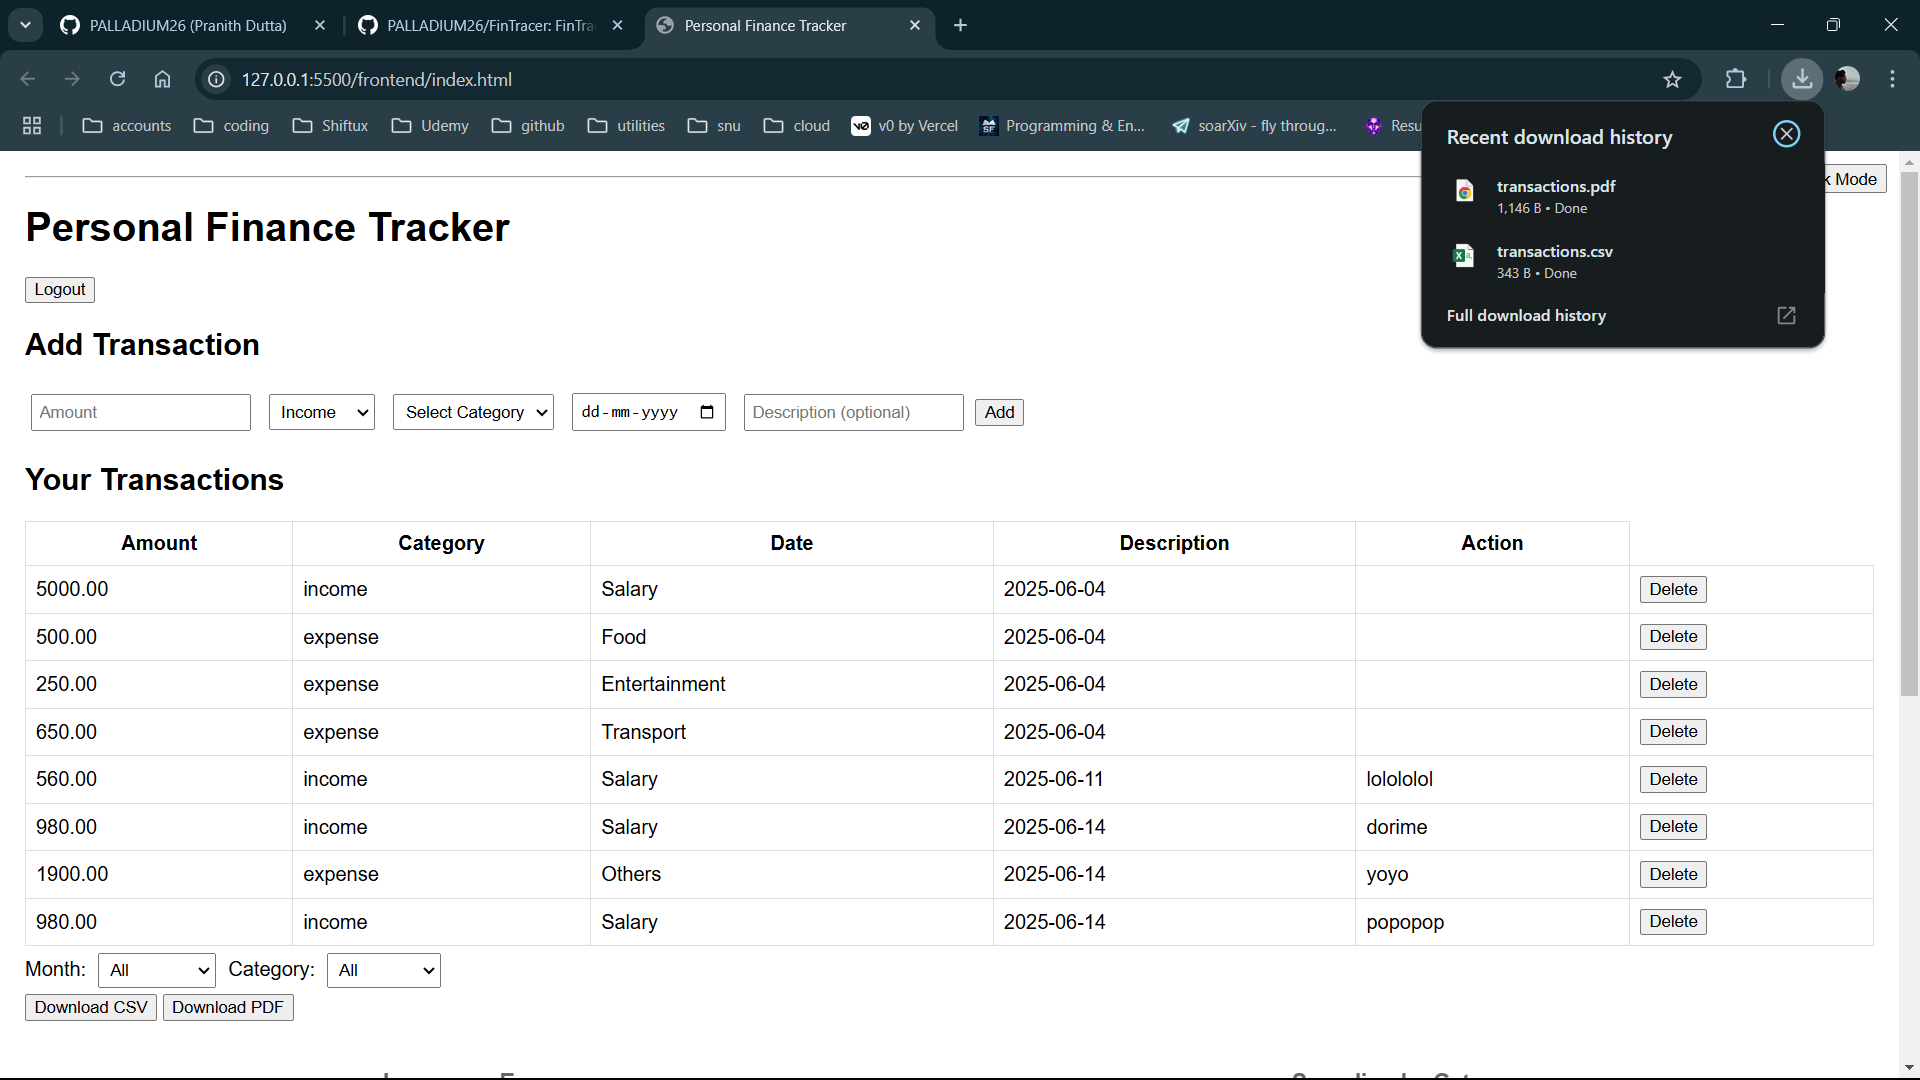 PALLADIUM26 (Pranith Dutta)
PALLADIUM26/FinTracer: FinTra
Personal Finance Tracker
127.0.0.1:5500/frontend/index.html
accounts coding Shiftux Udemy github utilities snu cloud v0 by Vercel Programming & En... soarXiv - fly throug... Resu
Recent download history
transactions.pdf
1,146 B • Done
transactions.csv
343 B • Done
Full download history
k Mode
Personal Finance Tracker
Logout
Add Transaction
Amount Income Select Category dd-mm-yyyy Description (optional) Add
Your Transactions
Amount Category Date Description Action
5000.00 income Salary 2025-06-04 Delete
500.00 expense Food 2025-06-04 Delete
250.00 expense Entertainment 2025-06-04 Delete
650.00 expense Transport 2025-06-04 Delete
560.00 income Salary 2025-06-11 lolololol Delete
980.00 income Salary 2025-06-14 dorime Delete
1900.00 expense Others 2025-06-14 yoyo Delete
980.00 income Salary 2025-06-14 popopop Delete
Month: All Category: All
Download CSV Download PDF